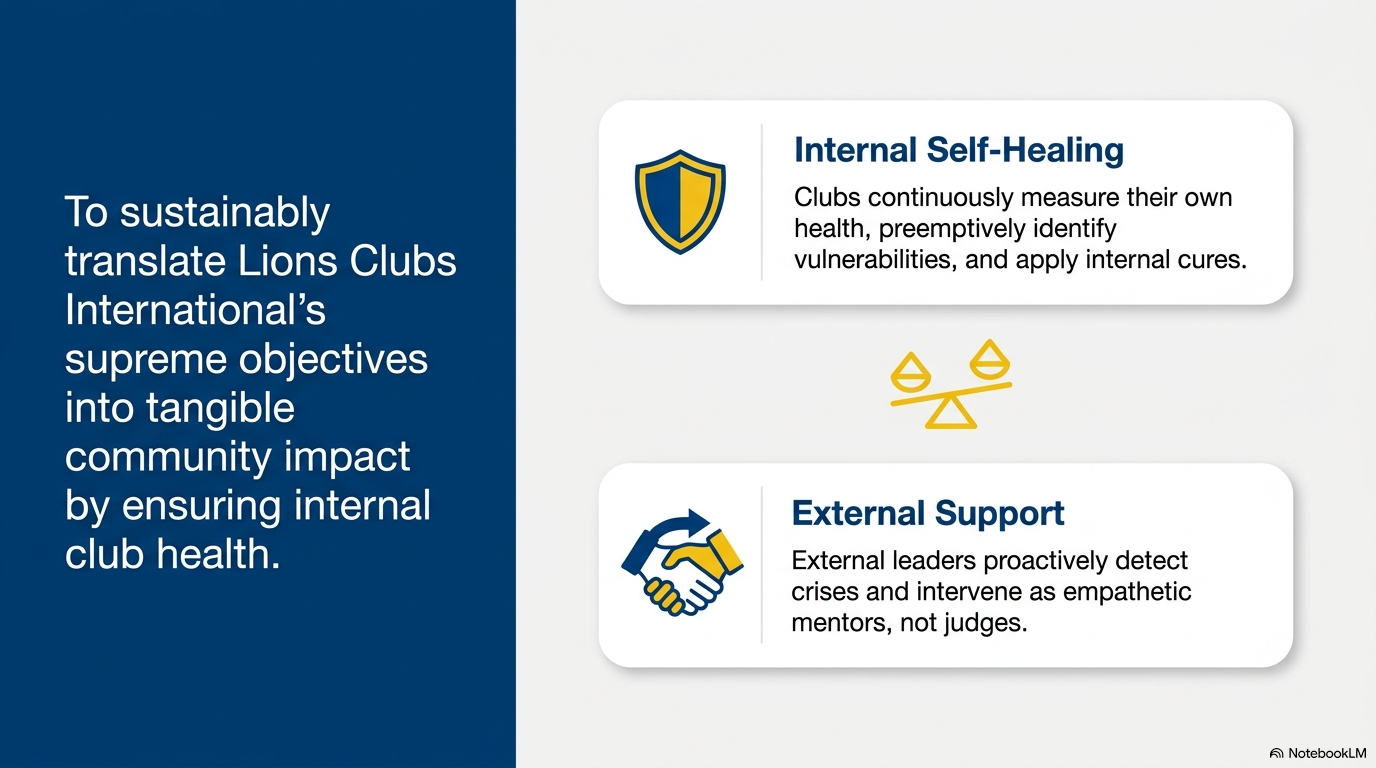 To sustainably
translate Lions Clubs
International’s
supreme objectives
into tangible
community impact
by ensuring internal
club health.
Internal Self-Healing
Clubs continuously measure their own
health, preemptively identify
vulnerabilities, and apply internal cures.
External Support
External leaders proactively detect
crises and intervene as empathetic
mentors, not judges.
NotebookLM